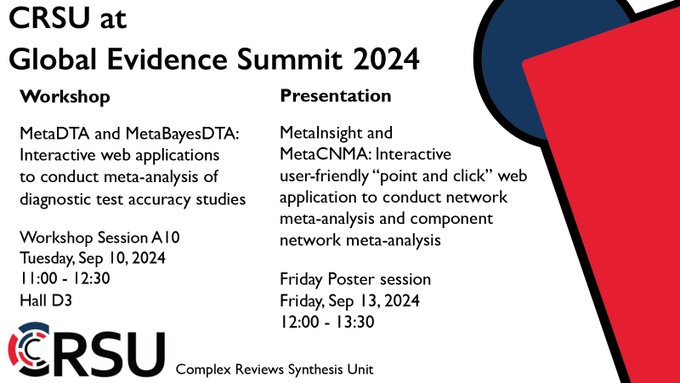 CRSU at
Global Evidence Summit 2024
Workshop
MetaDTA and MetaBayesDTA:
Interactive web applications
to conduct meta-analysis of
diagnostic test accuracy studies
Workshop Session A10
Tuesday, Sep 10, 2024
11:00 - 12:30
Hall D3
Presentation
MetaInsight and
MetaCNMA: Interactive
user-friendly “point and click” web
application to conduct network
meta-analysis and component
network meta-analysis
Friday Poster session
Friday, Sep 13, 2024
12:00 - 13:30
CRSU
Complex Reviews Synthesis Unit